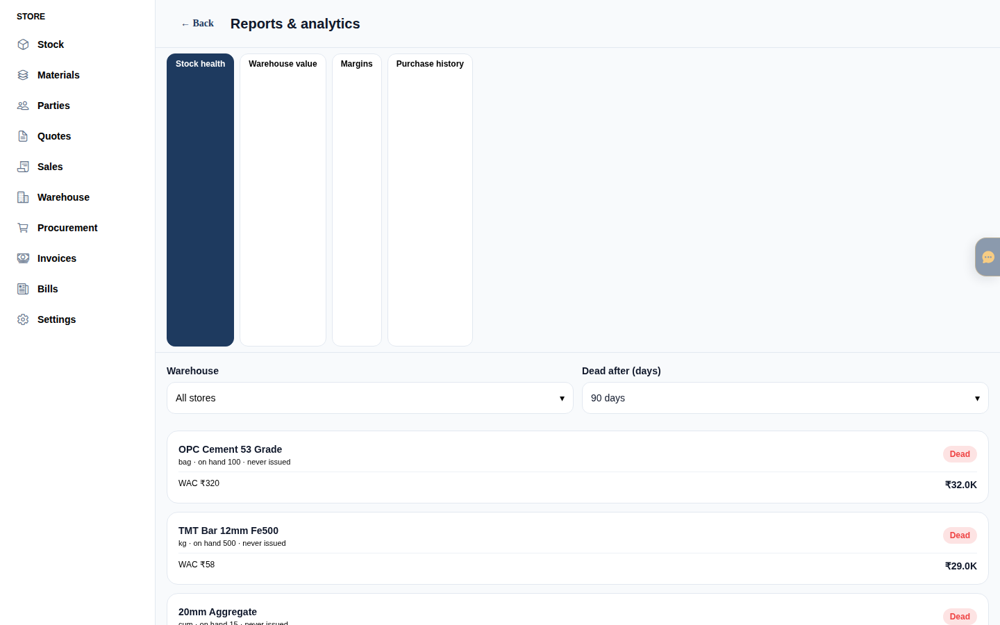 STORE
Stock
Materials
Parties
Quotes
Sales
Warehouse
Procurement
Invoices
Bills
Settings
← Back
Reports & analytics
Stock health
Warehouse value
Margins
Purchase history
Warehouse
Dead after (days)
All stores
90 days
OPC Cement 53 Grade
Dead
bag · on hand 100 · never issued
WAC ₹320
₹32.0K
TMT Bar 12mm Fe500
Dead
kg · on hand 500 · never issued
WAC ₹58
₹29.0K
20mm Aggregate
Dead
cum · on hand 15 · never issued